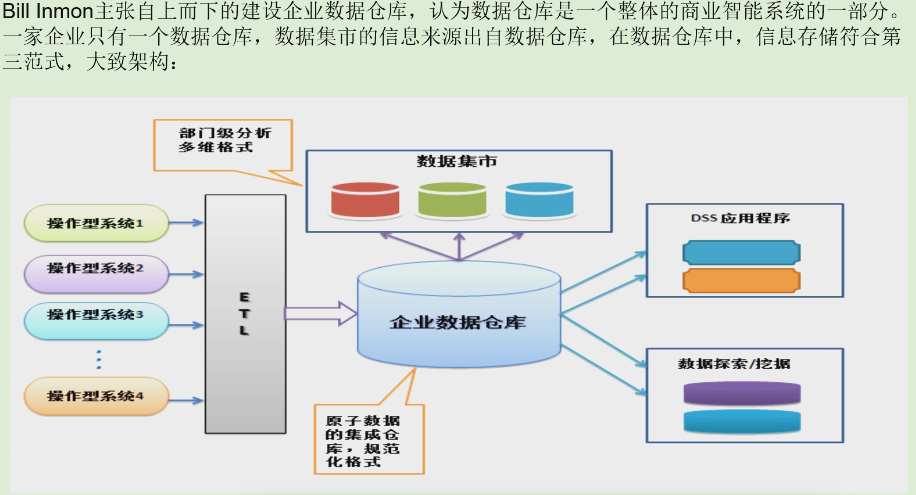 Bill Inmon主张自上而下的建设企业数据仓库，认为数据仓库是一个整体的商业智能系统的一部分。
一家企业只有一个数据仓库，数据集市的信息来源出自数据仓库，在数据仓库中，信息存储符合第
三范式，大致架构：
部门级分析
多维格式
数据集市
操作型系统1
操作型系统2
操作型系统3
操作型系统4
E
T
L
企业数据仓库
DSS 应用程序
数据探索/挖据
原子数据
的集成仓
库，规范
化格式